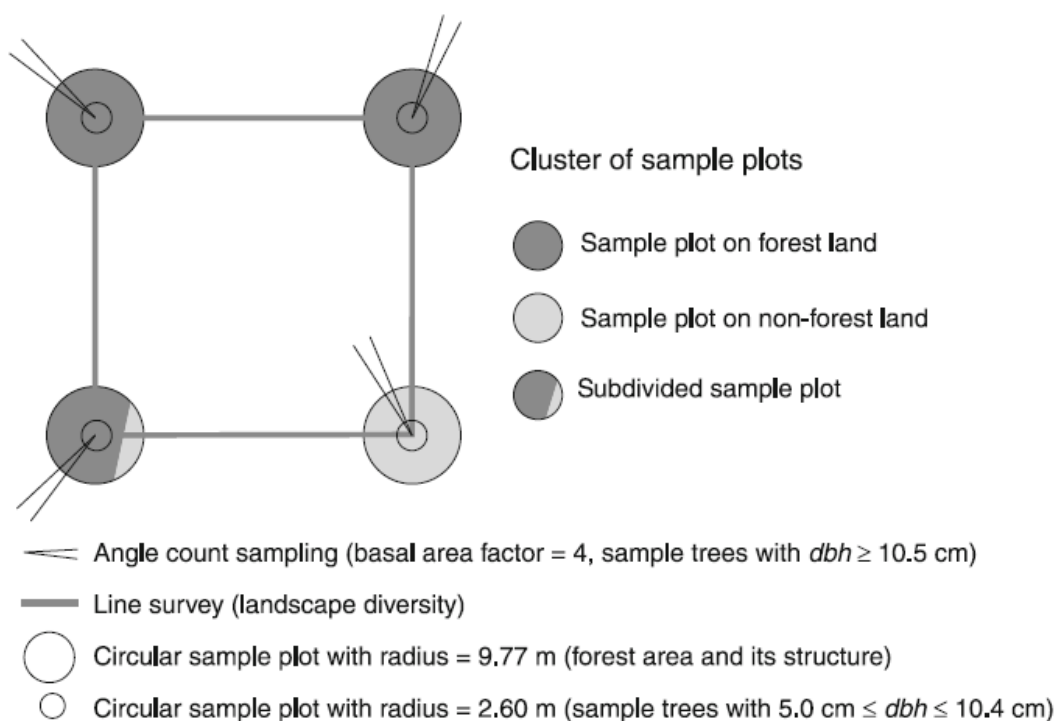 Cluster of sample plots
Sample plot on forest land
Sample plot on non-forest land
Subdivided sample plot
Angle count sampling (basal area factor = 4, sample trees with dbh ≥ 10.5 cm)
Line survey (landscape diversity)
Circular sample plot with radius = 9.77 m (forest area and its structure)
Circular sample plot with radius = 2.60 m (sample trees with 5.0 cm ≤ dbh ≤ 10.4 cm)